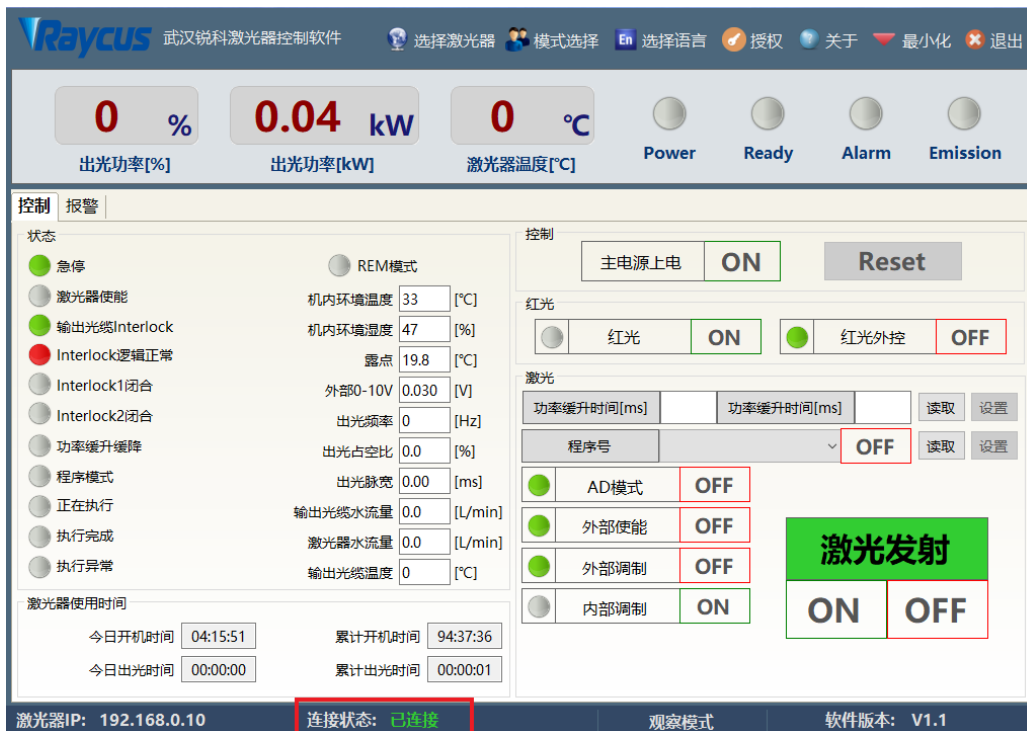 Raycus 武汉锐科激光器控制软件 选择激光器 模式选择 En 选择语言 授权 关于 最小化 退出
0 % 0.04 kW 0 ℃
出光功率[%] 出光功率[kW] 激光器温度[℃] Power Ready Alarm Emission
控制 报警
状态
急停 REM模式
激光器使能 机内环境温度 33 [℃]
输出光缆Interlock 机内环境湿度 47 [%]
Interlock逻辑正常 露点 19.8 [℃]
Interlock1闭合 外部0-10V 0.030 [V]
Interlock2闭合 出光频率 0 [Hz]
功率缓升缓降 出光占空比 0.0 [%]
程序模式 出光脉宽 0.00 [ms]
正在执行 输出光缆水流量 0.0 [L/min]
执行完成 激光器水流量 0.0 [L/min]
执行异常 输出光缆温度 0 [℃]
激光器使用时间
今日开机时间 04:15:51 累计开机时间 94:37:36
今日出光时间 00:00:00 累计出光时间 00:00:01
控制
主电源上电 ON Reset
红光
红光 ON 红光外控 OFF
激光
功率缓升时间[ms] 功率缓升时间[ms] 读取 设置
程序号 OFF 读取 设置
AD模式 OFF
外部使能 OFF
外部调制 OFF
内部调制 ON
激光发射
ON OFF
激光器IP: 192.168.0.10 连接状态: 已连接 观察模式 软件版本: V1.1